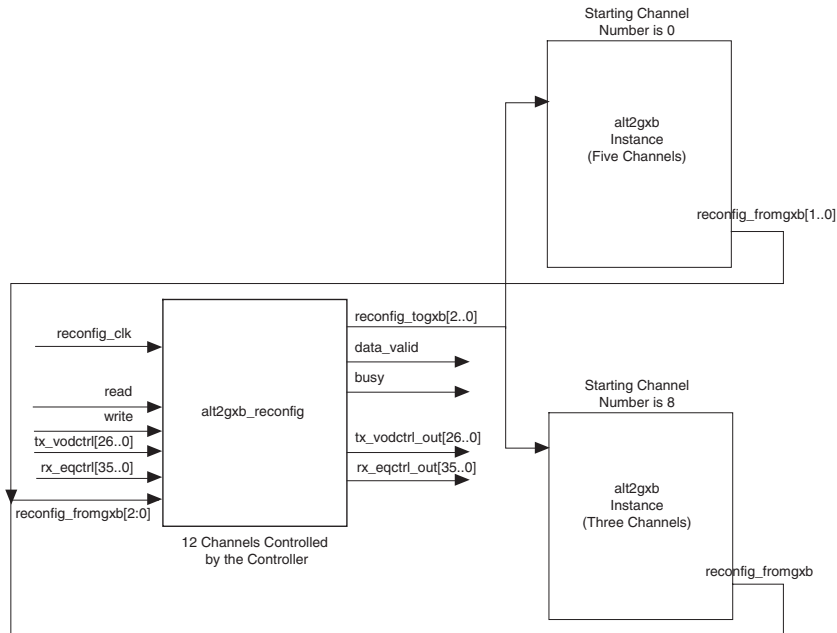 Starting Channel
Number is 0
alt2gxb
Instance
(Five Channels)
reconfig_fromgxb[1..0]
reconfig_clk
read
write
tx_vodctrl[26..0]
rx_eqctrl[35..0]
reconfig_fromgxb[2:0]
alt2gxb_reconfig
reconfig_togxb[2..0]
data_valid
busy
tx_vodctrl_out[26..0]
rx_eqctrl_out[35..0]
12 Channels Controlled
by the Controller
Starting Channel
Number is 8
alt2gxb
Instance
(Three Channels)
reconfig_fromgxb